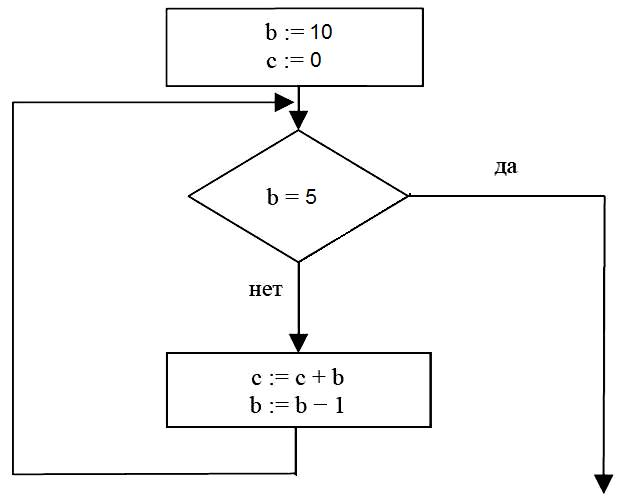 b := 10
c := 0
b = 5
да
нет
c := c + b
b := b − 1